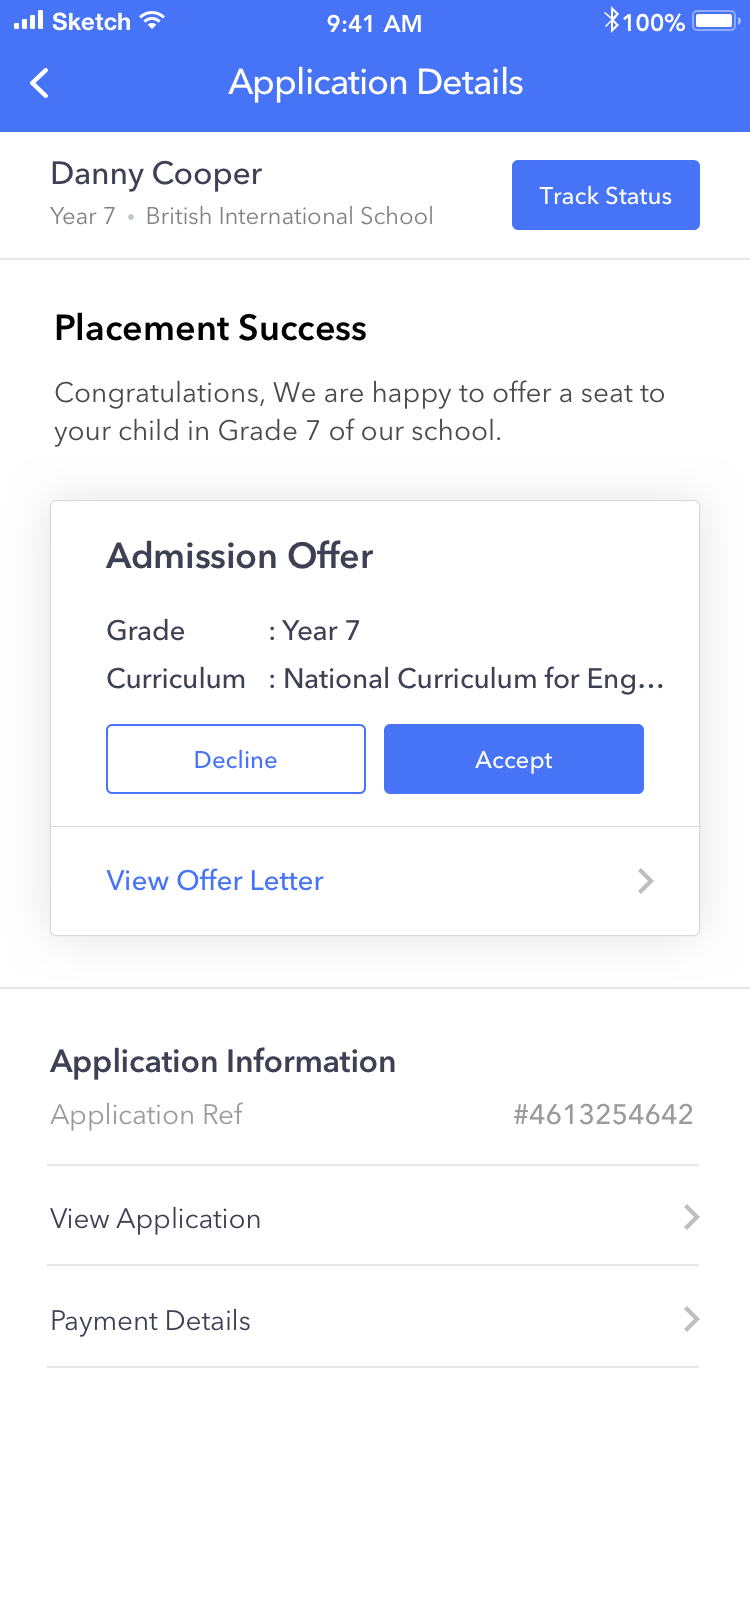 Sketch 9:41 AM 100%
Application Details
Danny Cooper
Year 7 • British International School
Track Status
Placement Success
Congratulations, We are happy to offer a seat to
your child in Grade 7 of our school.
Admission Offer
Grade : Year 7
Curriculum : National Curriculum for Eng...
Decline Accept
View Offer Letter
Application Information
Application Ref #4613254642
View Application
Payment Details